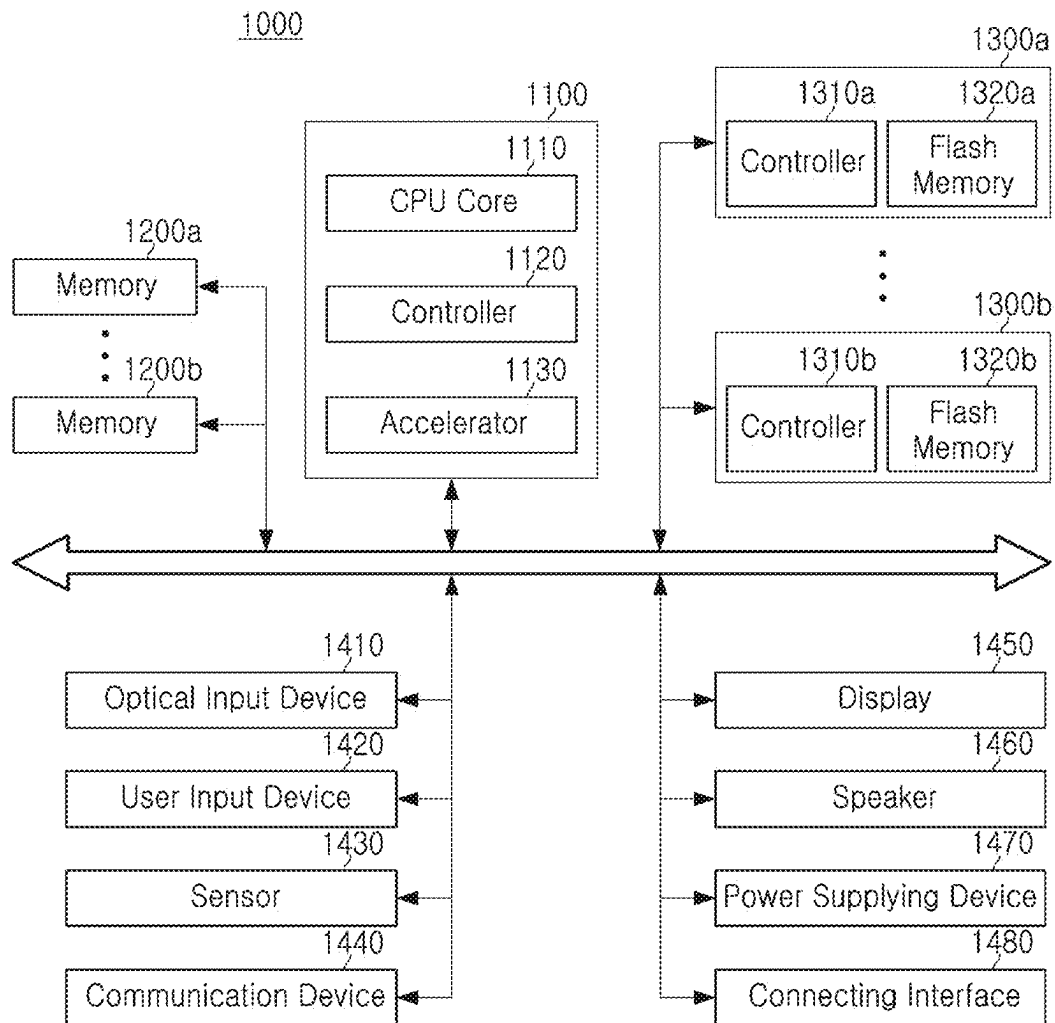 1000
1100
1110
CPU Core
1120
Controller
1130
Accelerator
1200a
Memory
1200b
Memory
1300a
1310a
1320a
Controller
Flash
Memory
1300b
1310b
1320b
Controller
Flash
Memory
1410
Optical Input Device
1420
User Input Device
1430
Sensor
1440
Communication Device
1450
Display
1460
Speaker
1470
Power Supplying Device
1480
Connecting Interface